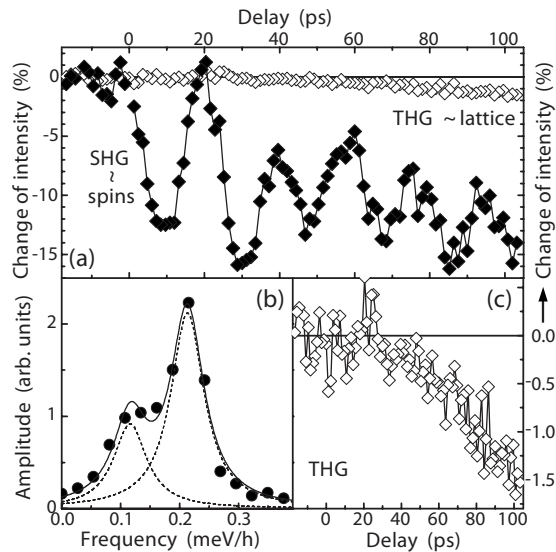 Delay (ps)
0 20 40 60 80 100
Change of intensity (%)
0
-5
-10
-15
SHG
~
spins
THG ~ lattice
(a)
Change of intensity (%)
Amplitude (arb. units)
2
1
0
(b)
0.0 0.1 0.2 0.3
Frequency (meV/h)
(c)
0.0
-0.5
-1.0
-1.5
THG
0 20 40 60 80 100
Delay (ps)